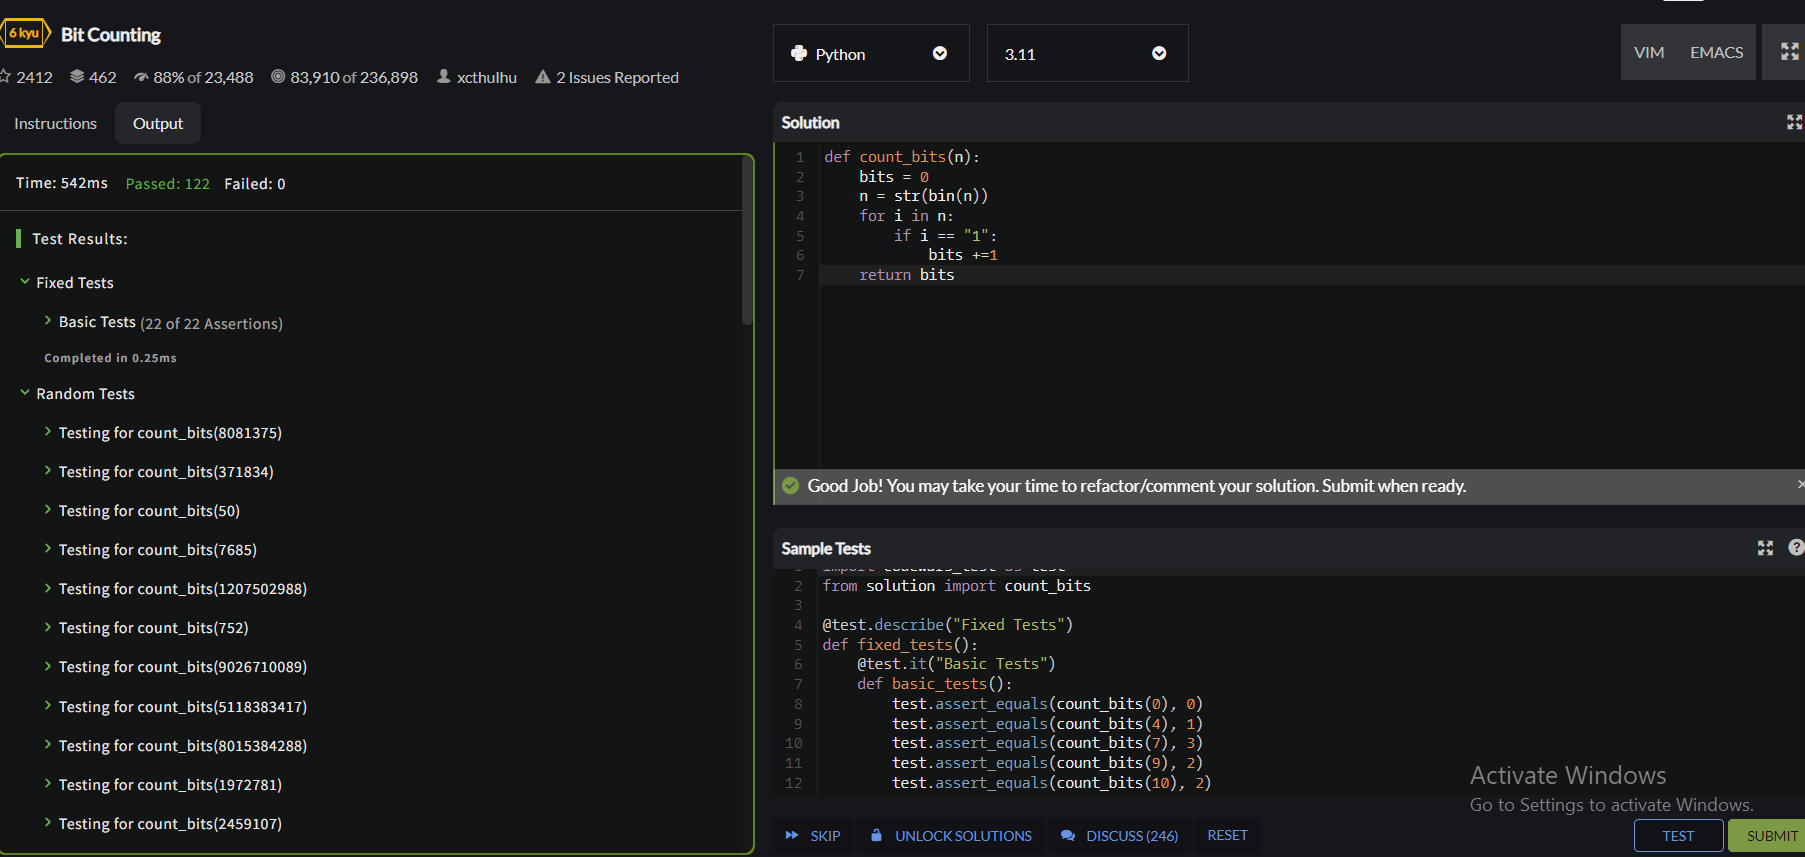 6 kyu Bit Counting
2412 462 88% of 23,488 83,910 of 236,898 xcthulhu 2 Issues Reported
Instructions Output
Time: 542ms Passed: 122 Failed: 0
Test Results:
Fixed Tests
Basic Tests (22 of 22 Assertions)
Completed in 0.25ms
Random Tests
Testing for count_bits(8081375)
Testing for count_bits(371834)
Testing for count_bits(50)
Testing for count_bits(7685)
Testing for count_bits(1207502988)
Testing for count_bits(752)
Testing for count_bits(9026710089)
Testing for count_bits(5118383417)
Testing for count_bits(8015384288)
Testing for count_bits(1972781)
Testing for count_bits(2459107)
Python 3.11 VIM EMACS
Solution
1 def count_bits(n):
2 bits = 0
3 n = str(bin(n))
4 for i in n:
5 if i == "1":
6 bits +=1
7 return bits
Good Job! You may take your time to refactor/comment your solution. Submit when ready.
Sample Tests
2 from solution import count_bits
3
4 @test.describe("Fixed Tests")
5 def fixed_tests():
6 @test.it("Basic Tests")
7 def basic_tests():
8 test.assert_equals(count_bits(0), 0)
9 test.assert_equals(count_bits(4), 1)
10 test.assert_equals(count_bits(7), 3)
11 test.assert_equals(count_bits(9), 2)
12 test.assert_equals(count_bits(10), 2)
Activate Windows
Go to Settings to activate Windows.
SKIP UNLOCK SOLUTIONS DISCUSS (246) RESET TEST SUBMIT